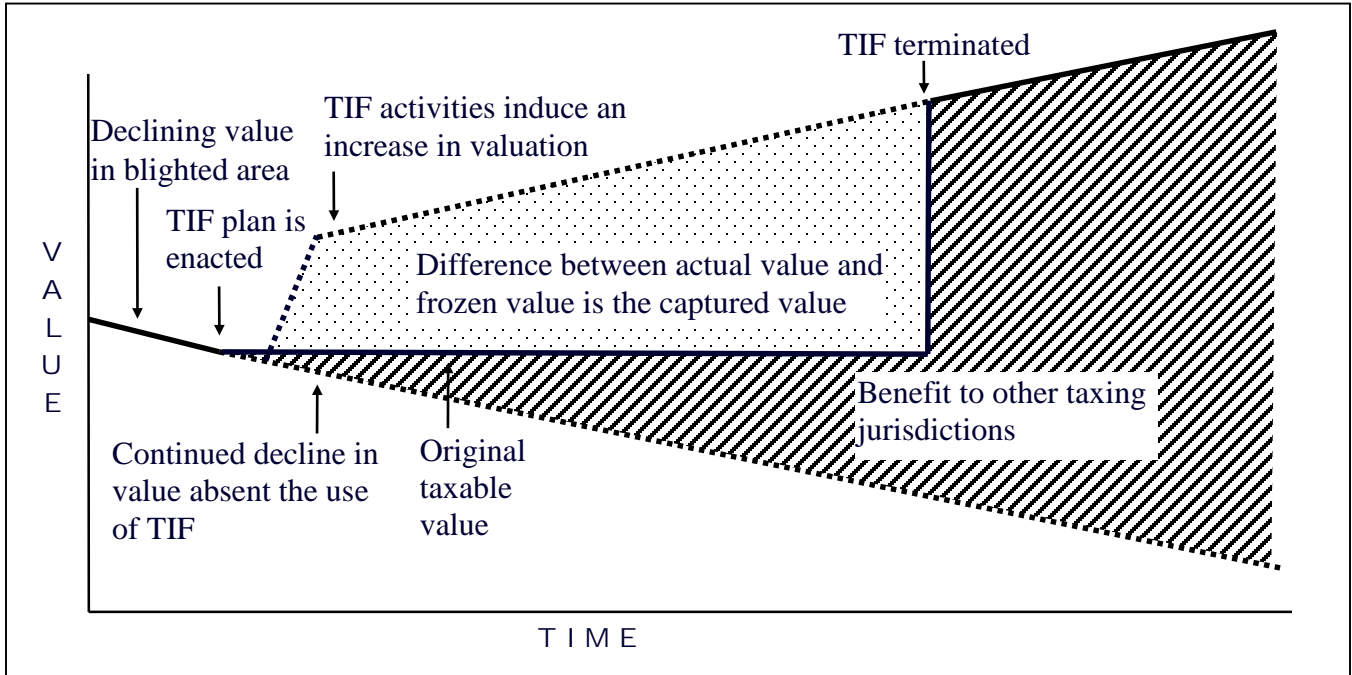 TIF terminated
TIF activities induce an
increase in valuation
Declining value
in blighted area
TIF plan is
enacted
VALUE
Difference between actual value and
frozen value is the captured value
Benefit to other taxing
jurisdictions
Continued decline in
value absent the use
of TIF
Original
taxable
value
TIME